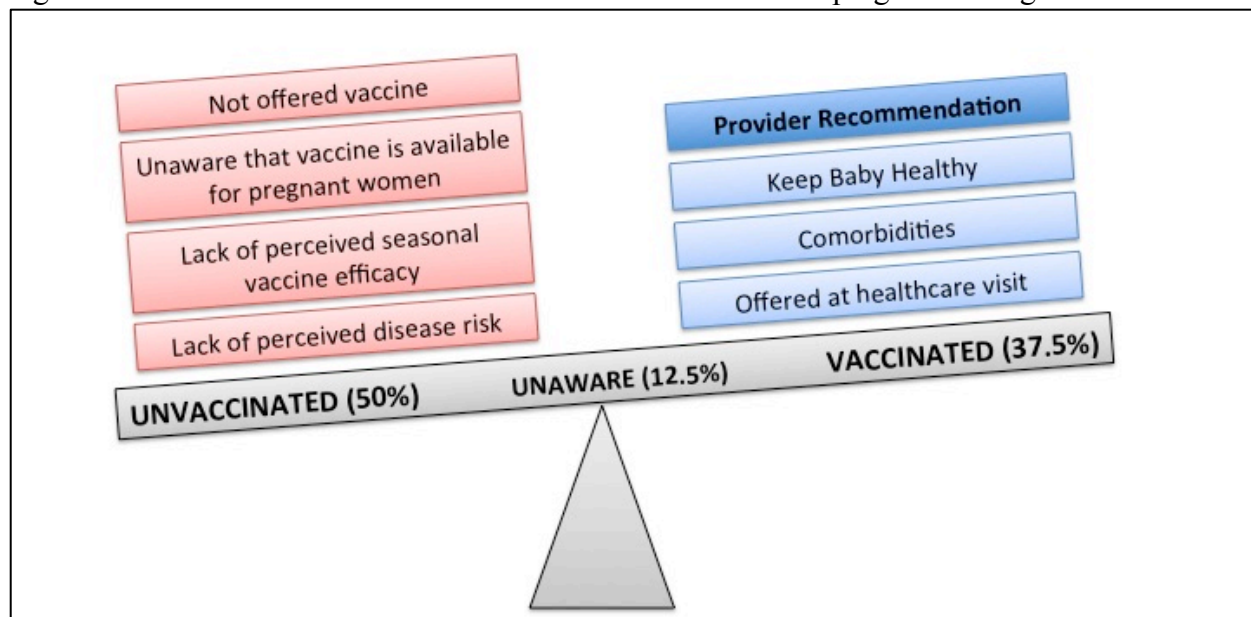 Not offered vaccine
Unaware that vaccine is available
for pregnant women
Lack of perceived seasonal
vaccine efficacy
Lack of perceived disease risk
Provider Recommendation
Keep Baby Healthy
Comorbidities
Offered at healthcare visit
UNVACCINATED (50%)
UNAWARE (12.5%)
VACCINATED (37.5%)